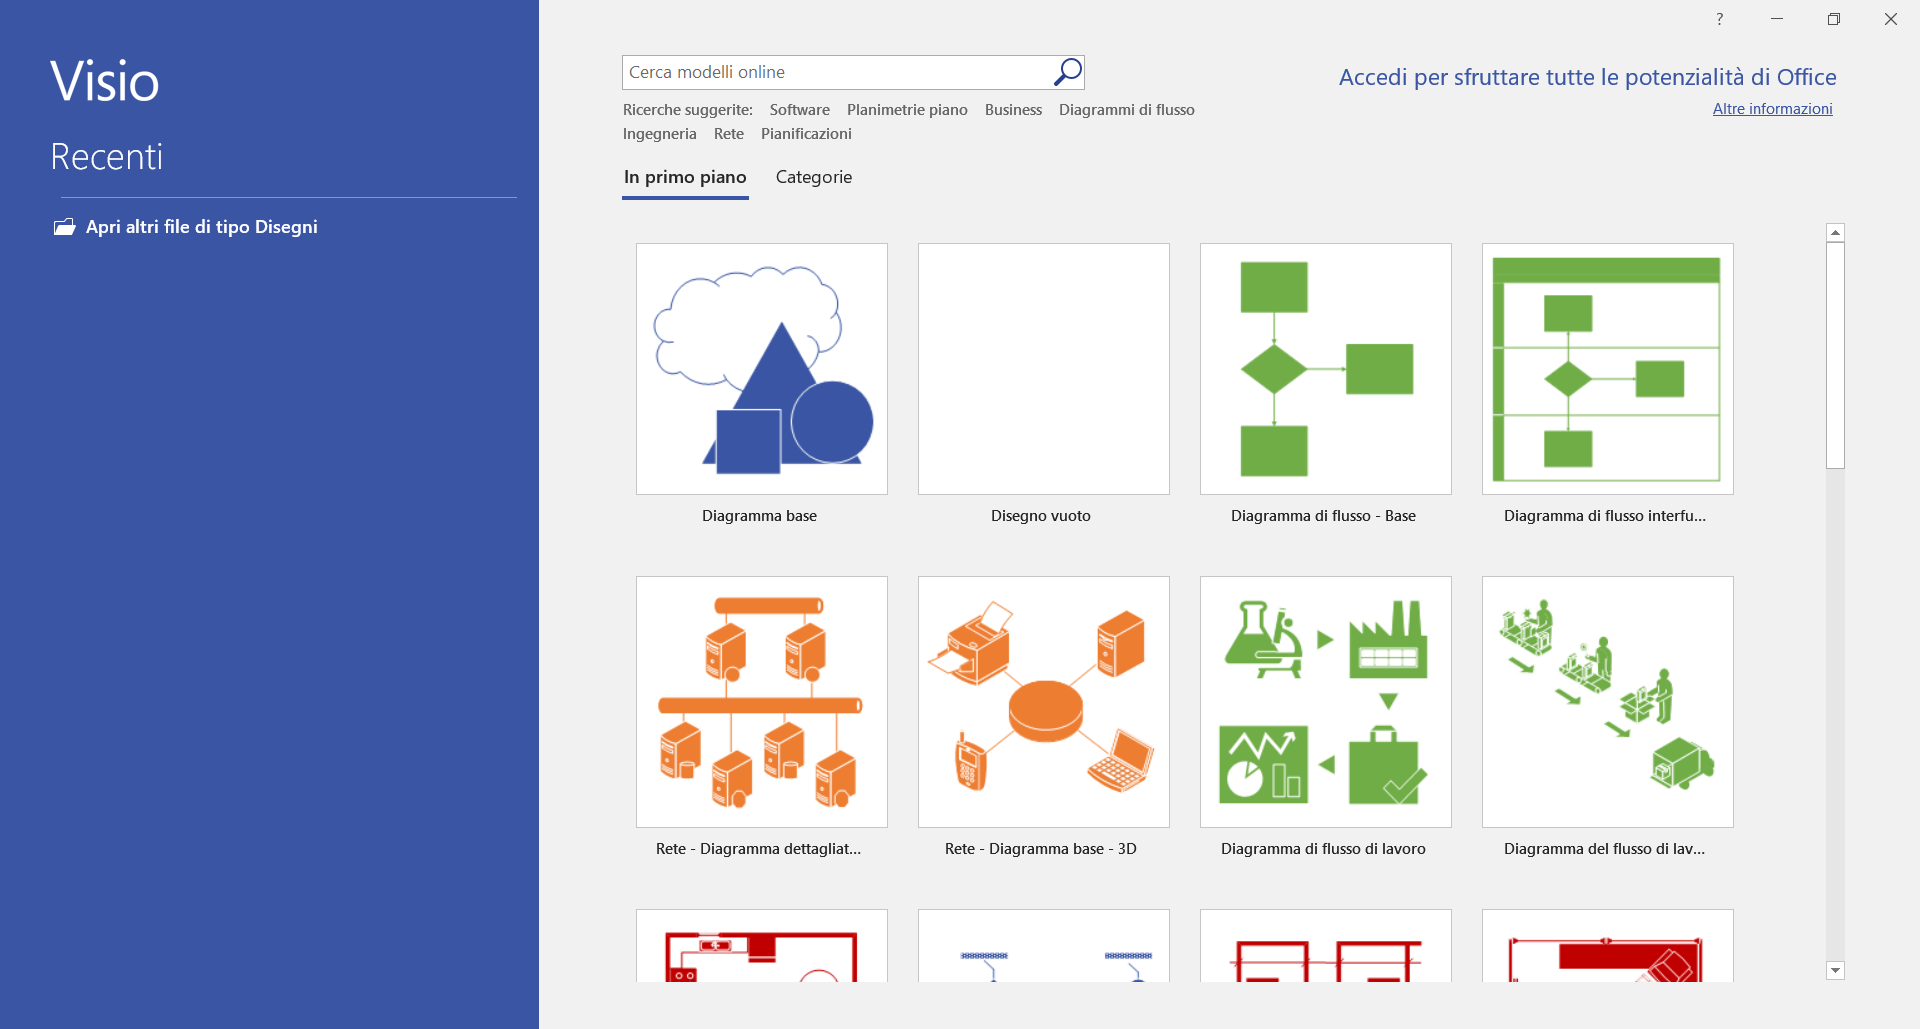 ?
Visio
Recenti
Apri altri file di tipo Disegni
Cerca modelli online
Accedi per sfruttare tutte le potenzialità di Office
Altre informazioni
Ricerche suggerite: Software Planimetrie piano Business Diagrammi di flusso
Ingegneria Rete Pianificazioni
In primo piano Categorie
Diagramma base Disegno vuoto Diagramma di flusso - Base Diagramma di flusso interfu...
Rete - Diagramma dettagliat... Rete - Diagramma base - 3D Diagramma di flusso di lavoro Diagramma del flusso di lav...